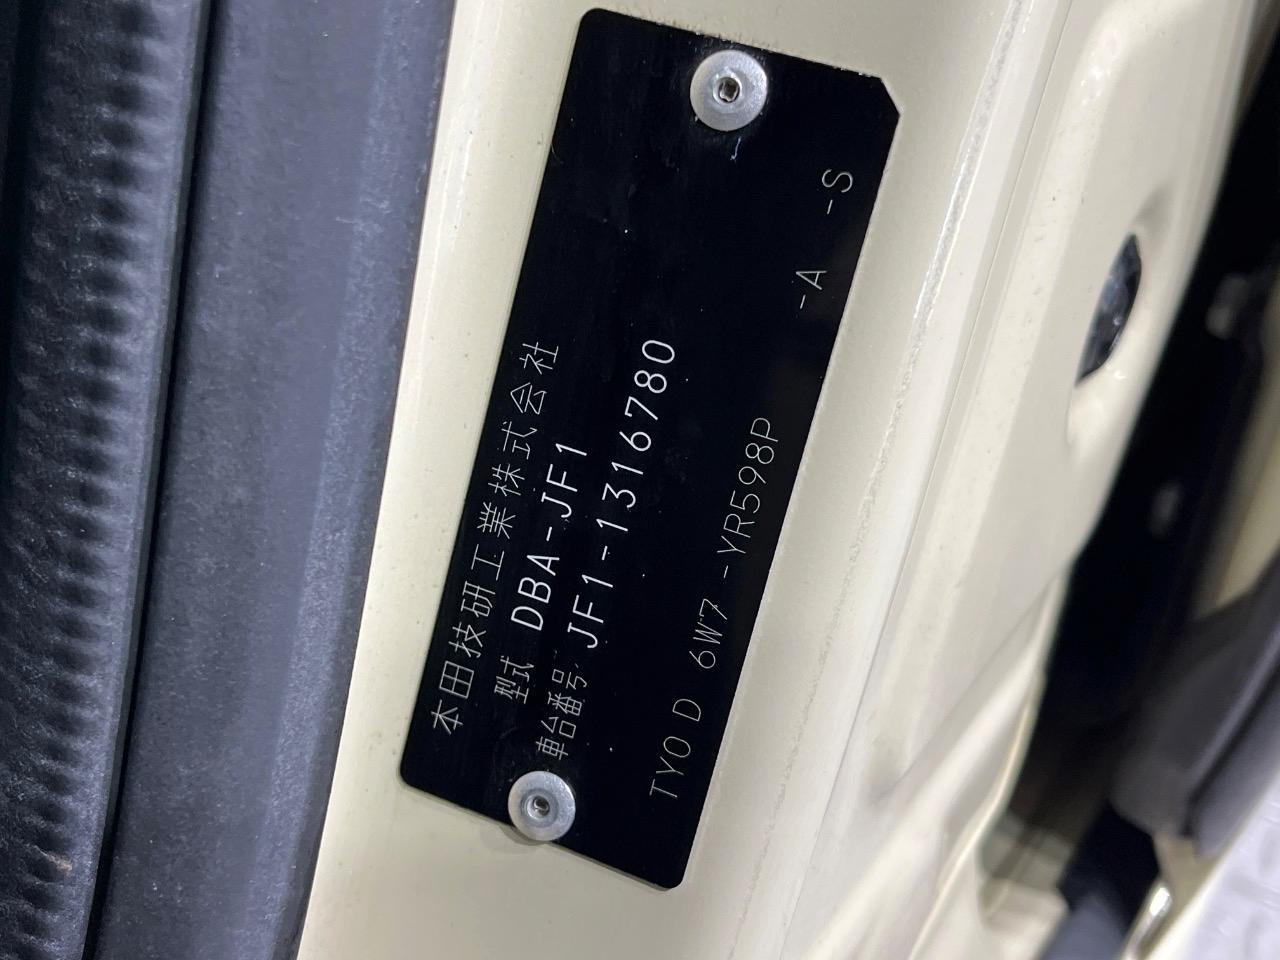 本田技研工業株式会社
型式 DBA-JF1
車台番号 JF1-1316780
TY0 D 6W7 -YR598P -A -S